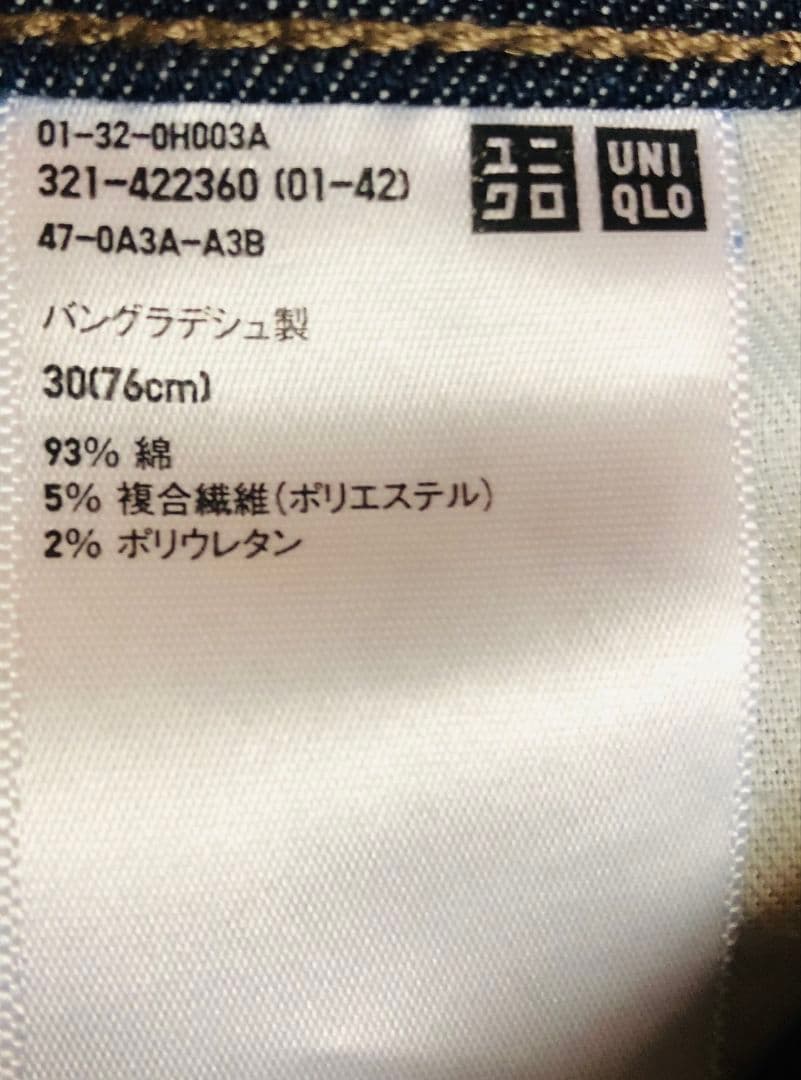 01-32-0H003A
321-422360 (01-42)
47-0A3A-A3B
ユニ
クロ
UNI
QLO
バングラデシュ製
30(76cm)
93% 綿
5% 複合繊維(ポリエステル)
2% ポリウレタン